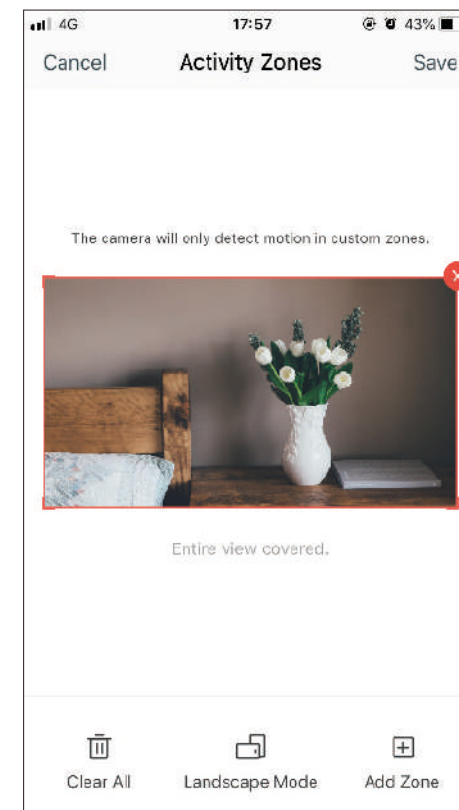 4G 17:57 43%
Cancel Activity Zones Save
The camera will only detect motion in custom zones.
Entire view covered.
Clear All Landscape Mode Add Zone